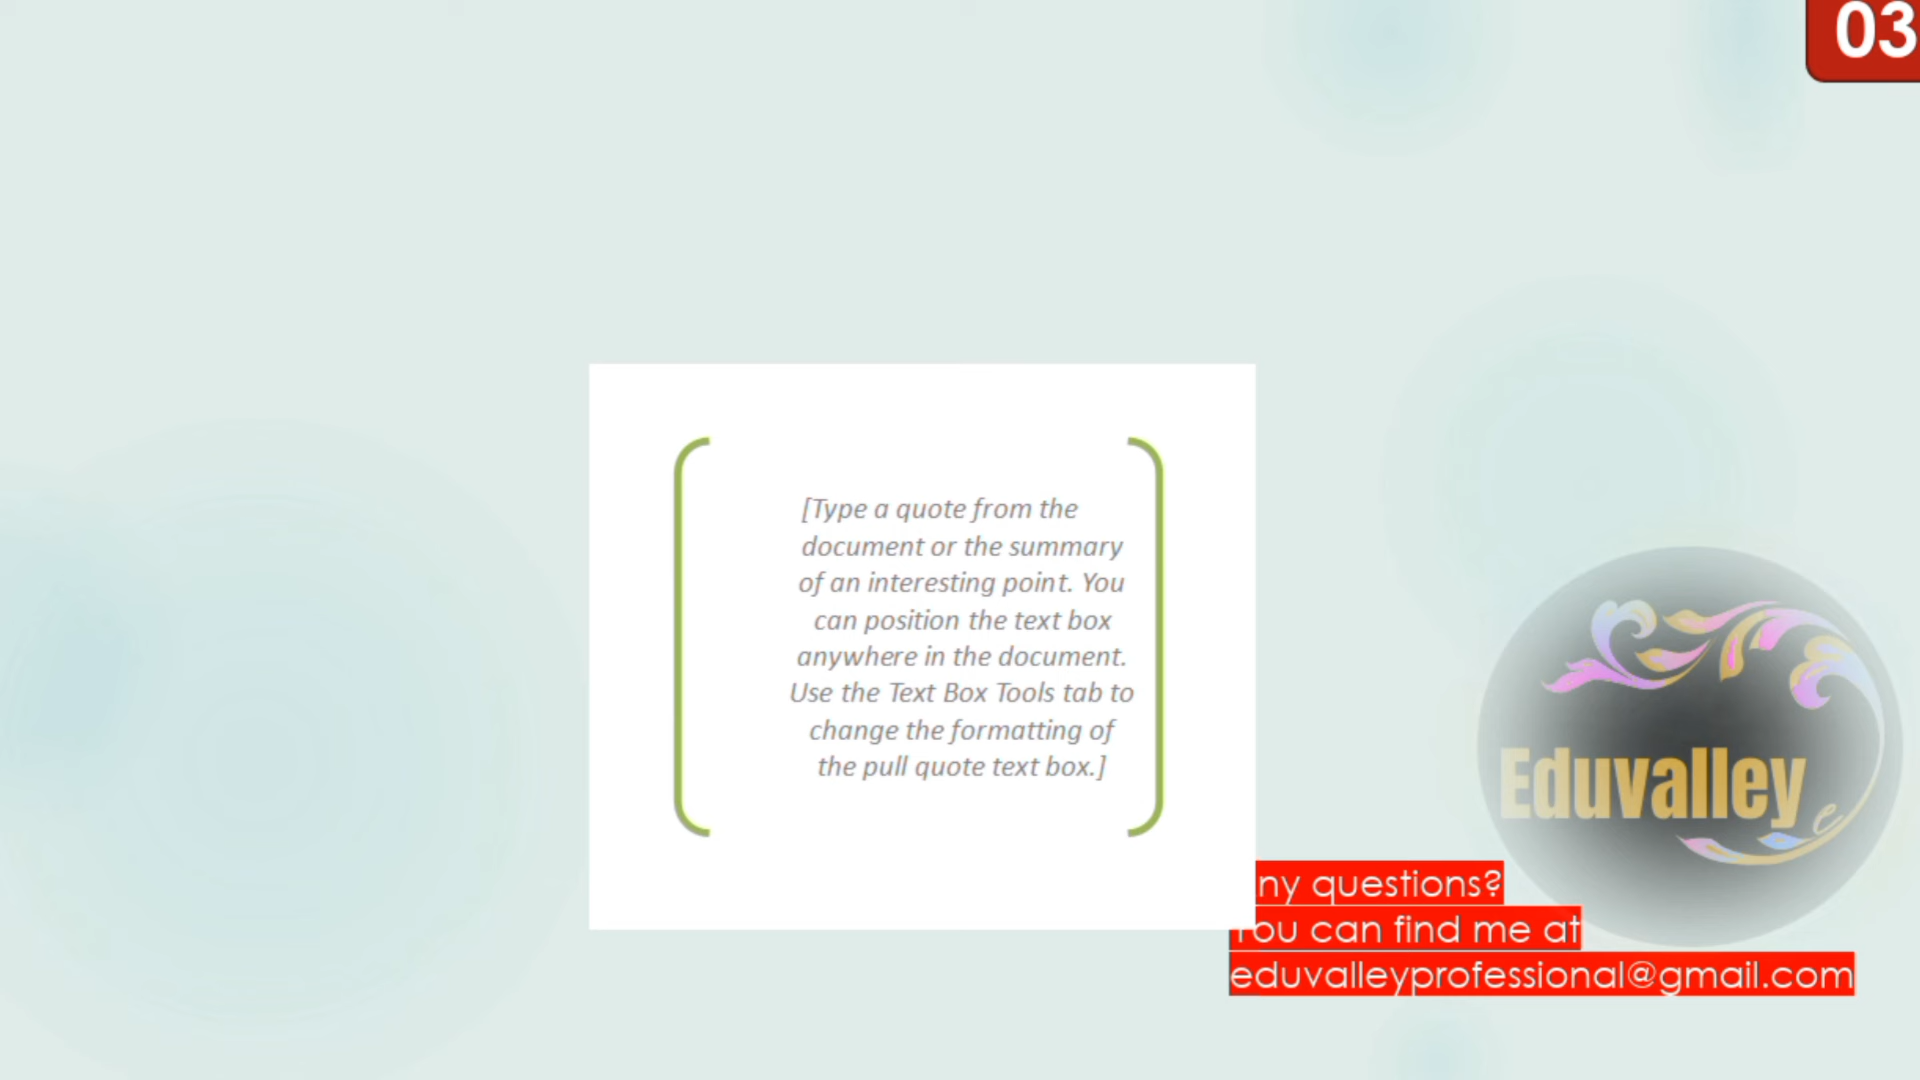 03
[Type a quote from the
document or the summary
of an interesting point. You
can position the text box
anywhere in the document.
Use the Text Box Tools tab to
change the formatting of
the pull quote text box.]
Eduvalley
e
ny questions?
You can find me at
eduvalleyprofessional@gmail.com